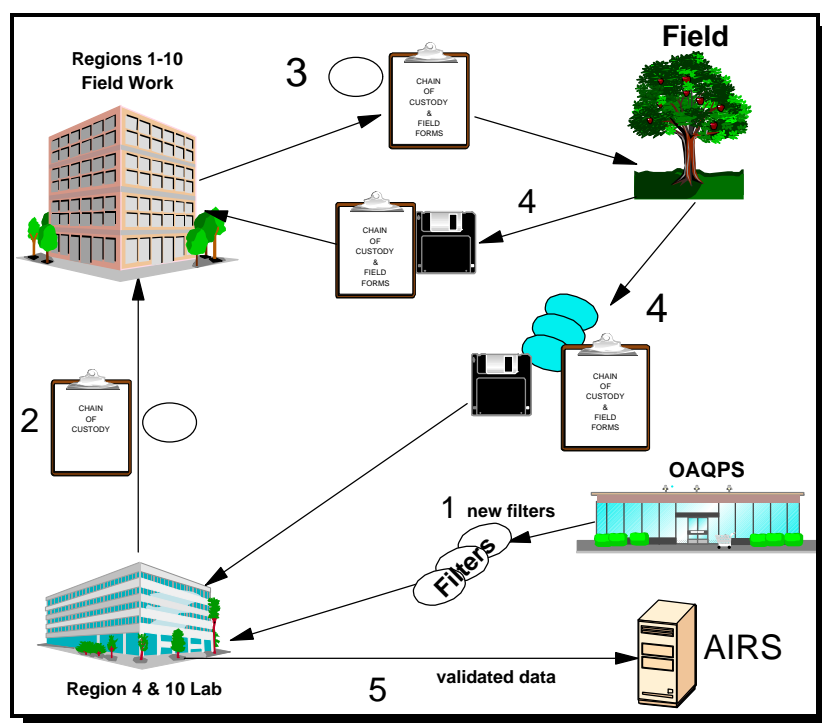 Regions 1-10
Field Work
3
CHAIN
OF
CUSTODY
&
FIELD
FORMS
Field
4
CHAIN
OF
CUSTODY
&
FIELD
FORMS
4
CHAIN
OF
CUSTODY
&
FIELD
FORMS
2
CHAIN
OF
CUSTODY
OAQPS
1 new filters
Filters
AIRS
Region 4 & 10 Lab
5
validated data